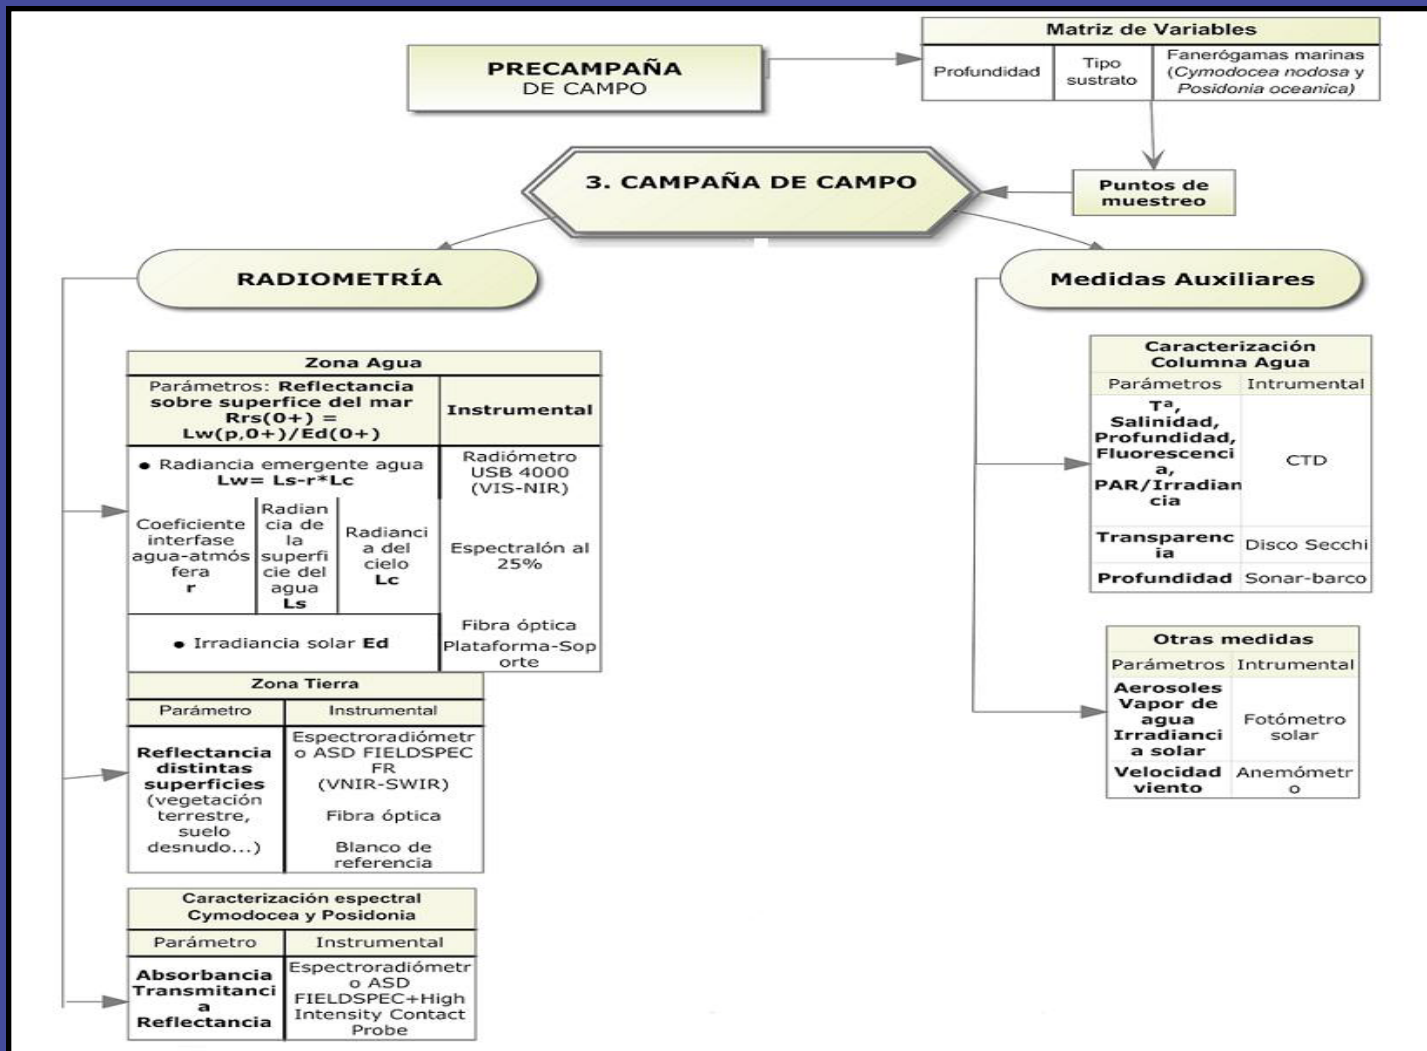 Matriz de Variables
PRECAMPAÑA
DE CAMPO
Profundidad
Tipo
sustrato
Fanerógamas marinas
(Cymodocea nodosa y
Posidonia oceanica)
3. CAMPAÑA DE CAMPO
Puntos de
muestreo
RADIOMETRÍA
Medidas Auxiliares
Zona Agua
Parámetros: Reflectancia
sobre superfice del mar
Rrs(0+) =
Lw(p,0+)/Ed(0+)
Instrumental
• Radiancia emergente agua
Lw= Ls-r*Lc
Radiómetro
USB 4000
(VIS-NIR)
Coeficiente
interfase
agua-atmós
fera
r
Radian
cia de
la
superfi
cie del
agua
Ls
Radianci
a del
cielo
Lc
Espectralón al
25%
• Irradiancia solar Ed
Fibra óptica
Plataforma-Sop
orte
Zona Tierra
Parámetro
Instrumental
Reflectancia
distintas
superficies
(vegetación
terrestre,
suelo
desnudo...)
Espectroradiómetr
o ASD FIELDSPEC
FR
(VNIR-SWIR)
Fibra óptica
Blanco de
referencia
Caracterización espectral
Cymodocea y Posidonia
Parámetro
Instrumental
Absorbancia
Transmitanci
a
Reflectancia
Espectroradiómetr
o ASD
FIELDSPEC+High
Intensity Contact
Probe
Caracterización
Columna Agua
Parámetros
Intrumental
Tª,
Salinidad,
Profundidad,
Fluorescenci
a,
PAR/Irradian
cia
CTD
Transparenc
ia
Disco Secchi
Profundidad
Sonar-barco
Otras medidas
Parámetros
Intrumental
Aerosoles
Vapor de
agua
Irradianci
a solar
Fotómetro
solar
Velocidad
viento
Anemómetr
o